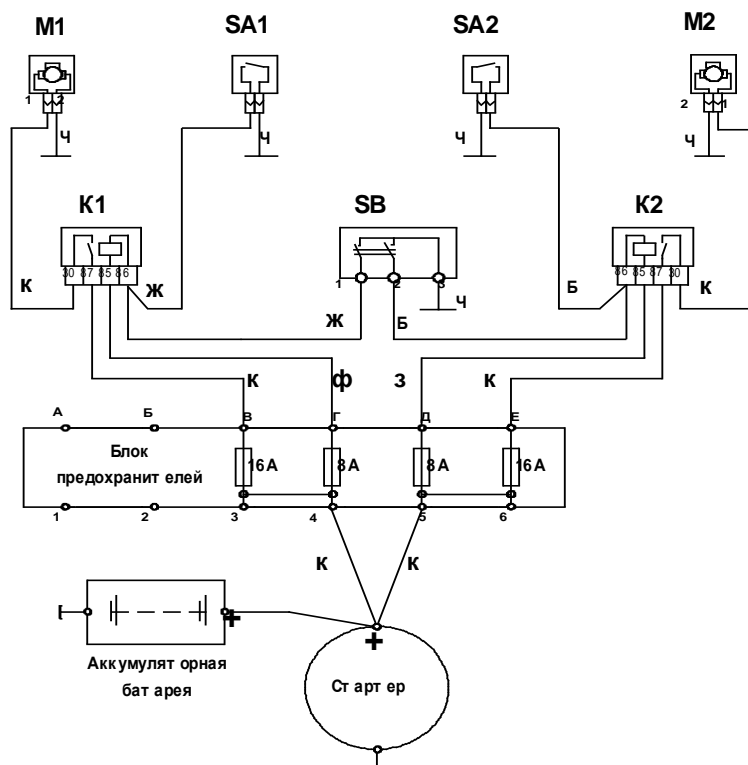 M1 SA1 SA2 M2
1 2
2 1
Ч Ч Ч Ч
К1 SB К2
30 87 85 86
86 85 87 30
1 2 3
К Ж Ч Б К
Ж Б
К Ф З К
А Б В Г Д Е
Блок
предохранит елей
16А 8А 8А 16А
1 2 3 4 5 6
К К
+
+
Аккумулят орная
бат арея
Ст арт ер